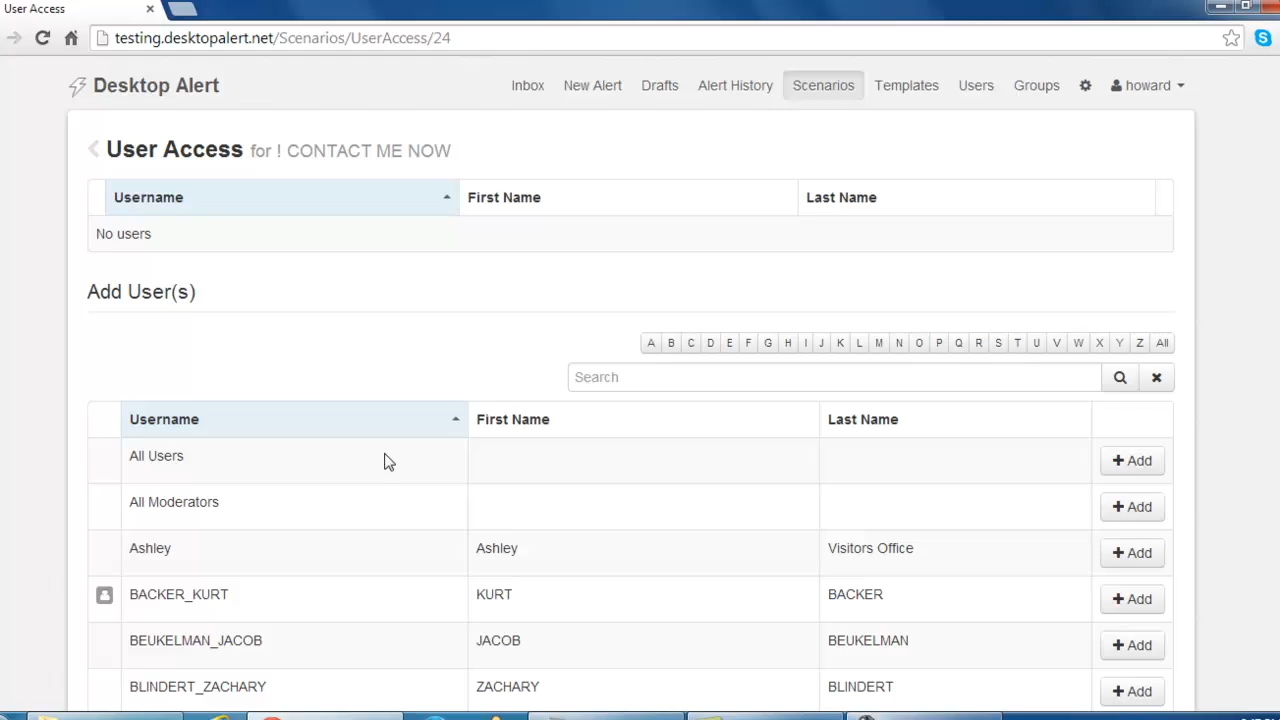 User Access
testing.desktopalert.net/Scenarios/UserAccess/24
Desktop Alert Inbox New Alert Drafts Alert History Scenarios Templates Users Groups howard
User Access for ! CONTACT ME NOW
Username First Name Last Name
No users
Add User(s)
A B C D E F G H I J K L M N O P Q R S T U V W X Y Z All
Search
Username First Name Last Name
All Users Add
All Moderators Add
Ashley Ashley Visitors Office Add
BACKER_KURT KURT BACKER Add
BEUKELMAN_JACOB JACOB BEUKELMAN Add
BLINDERT_ZACHARY ZACHARY BLINDERT Add